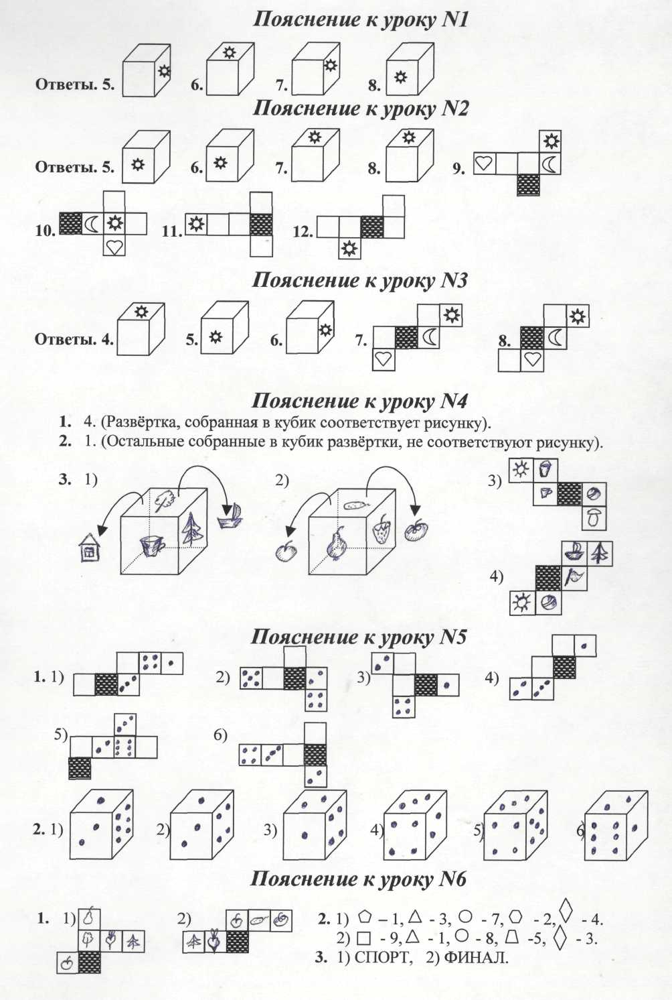 Пояснение к уроку N1
Ответы. 5. 6. 7. 8.
Пояснение к уроку N2
Ответы. 5. 6. 7. 8. 9.
10. 11. 12.
Пояснение к уроку N3
Ответы. 4. 5. 6. 7. 8.
Пояснение к уроку N4
1. 4. (Развёртка, собранная в кубик соответствует рисунку).
2. 1. (Остальные собранные в кубик развёртки, не соответствуют рисунку).
3. 1) 2) 3)
4)
Пояснение к уроку N5
1. 1) 2) 3) 4)
5) 6)
2. 1) 2) 3) 4) 5) 6)
Пояснение к уроку N6
1. 1) 2) 2. 1) – 1, - 3, - 7, - 2, - 4.
2) - 9, - 1, - 8, -5, - 3.
3. 1) СПОРТ, 2) ФИНАЛ.